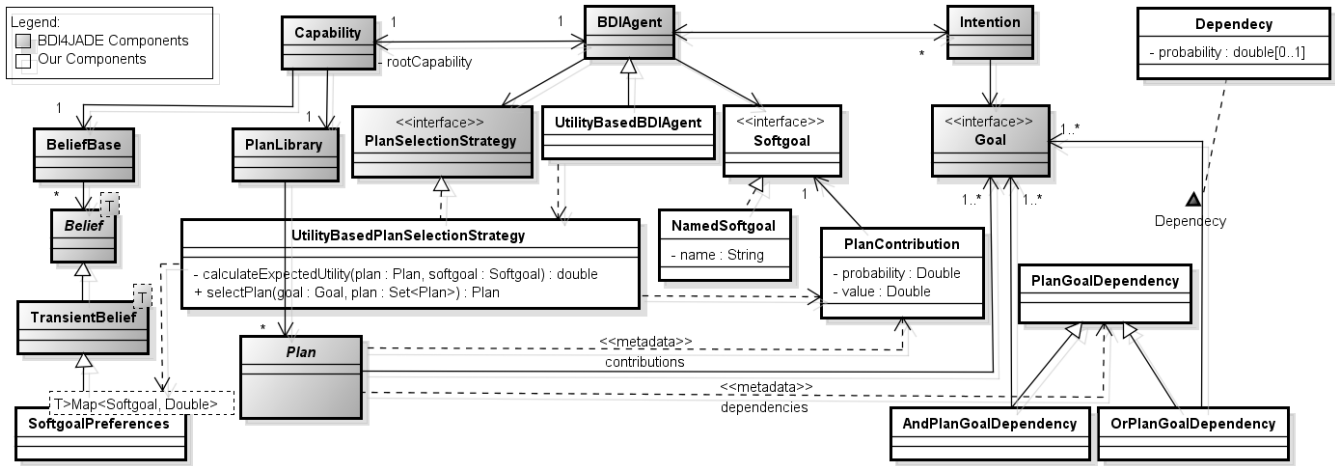 Legend:
BDI4JADE Components
Our Components
Capability
1
1
- rootCapability
BDIAgent
*
Intention
Dependecy
- probability : double[0..1]
1
BeliefBase
1
PlanLibrary
<<interface>>
PlanSelectionStrategy
UtilityBasedBDIAgent
<<interface>>
Softgoal
<<interface>>
Goal
1..*
*
T
Belief
1..*
1..*
1
Dependecy
UtilityBasedPlanSelectionStrategy
- calculateExpectedUtility(plan : Plan, softgoal : Softgoal) : double
+ selectPlan(goal : Goal, plan : Set<Plan>) : Plan
NamedSoftgoal
- name : String
PlanContribution
- probability : Double
- value : Double
PlanGoalDependency
T
TransientBelief
*
Plan
<<metadata>>
contributions
<<metadata>>
dependencies
T>Map<Softgoal, Double>
SoftgoalPreferences
AndPlanGoalDependency
OrPlanGoalDependency